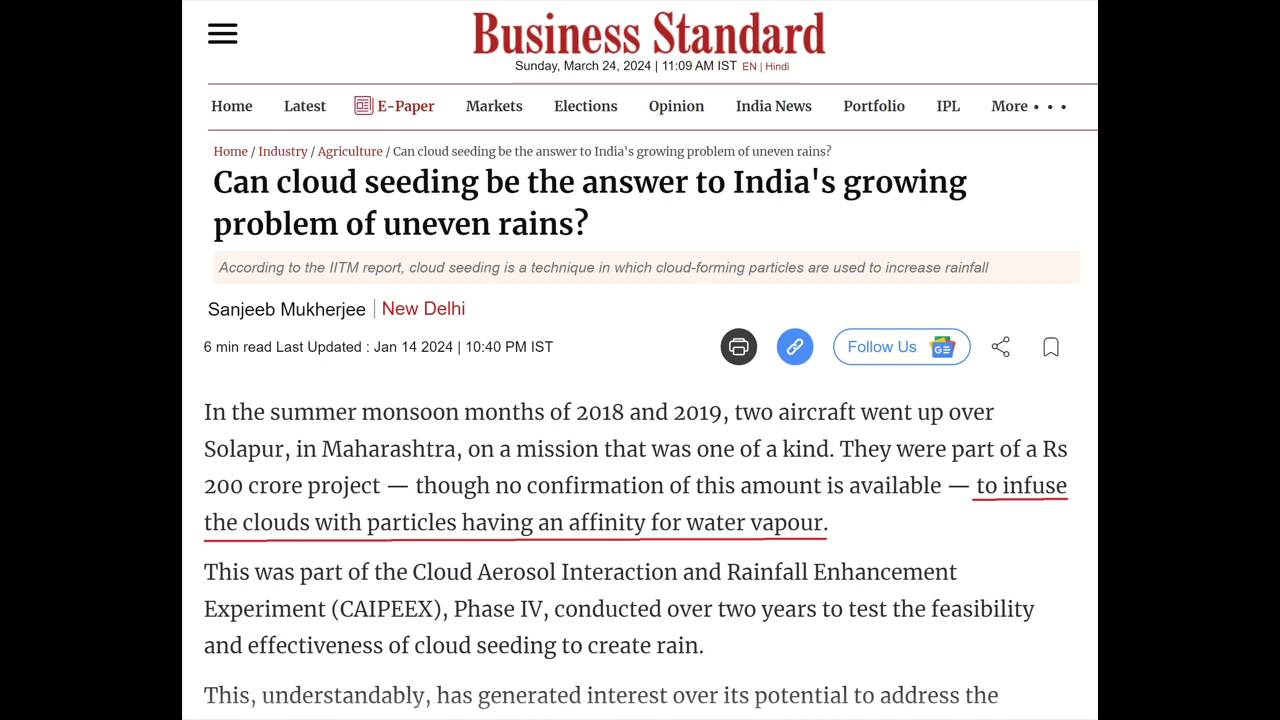 Business Standard
Sunday, March 24, 2024 | 11:09 AM IST EN | Hindi
Home Latest E-Paper Markets Elections Opinion India News Portfolio IPL More • • •
Home / Industry / Agriculture / Can cloud seeding be the answer to India's growing problem of uneven rains?
Can cloud seeding be the answer to India's growing
problem of uneven rains?
According to the IITM report, cloud seeding is a technique in which cloud-forming particles are used to increase rainfall
Sanjeeb Mukherjee | New Delhi
6 min read Last Updated : Jan 14 2024 | 10:40 PM IST
Follow Us GE
In the summer monsoon months of 2018 and 2019, two aircraft went up over
Solapur, in Maharashtra, on a mission that was one of a kind. They were part of a Rs
200 crore project — though no confirmation of this amount is available — to infuse
the clouds with particles having an affinity for water vapour.
This was part of the Cloud Aerosol Interaction and Rainfall Enhancement
Experiment (CAIPEEX), Phase IV, conducted over two years to test the feasibility
and effectiveness of cloud seeding to create rain.
This, understandably, has generated interest over its potential to address the